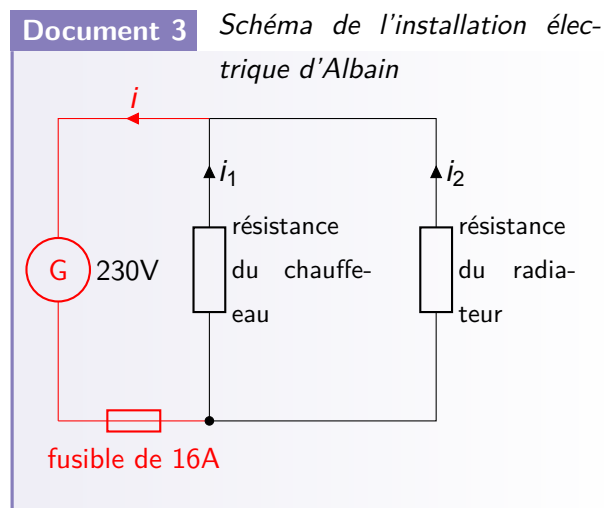 Document 3 Schéma de l'installation élec-
trique d'Albain
i
i1
i2
résistance
du chauffe-
eau
résistance
du radia-
teur
G 230V
fusible de 16A